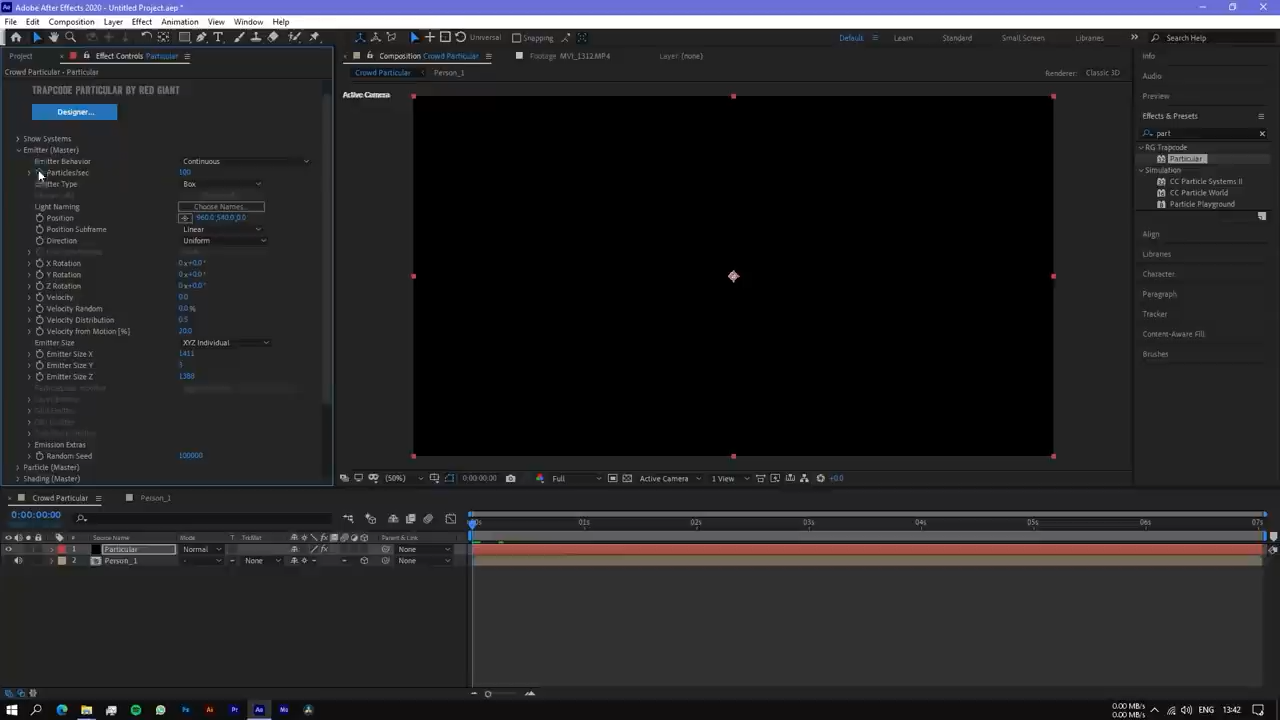 Adobe After Effects 2020 - Untitled Project.aep *
File Edit Composition Layer Effect Animation View Window Help
Universal Snapping Default Learn Standard Small Screen Libraries Search Help
Project Effect Controls Particular Composition Crowd Particular Footage MVI_1312.MP4 Layer (none) Info
Crowd Particular - Particular Crowd Particular Person_1 Renderer: Classic 3D Audio
TRAPCODE PARTICULAR BY RED GIANT Active Camera Preview
Designer... Effects & Presets
part
Show Systems
Emitter (Master) RG Trapcode
Emitter Behavior Continuous Particular
Particles/sec 100 Simulation
Emitter Type Box CC Particle Systems II
CC Particle World
Light Naming Choose Names... Particle Playground
Position 960.0,540.0,0.0
Position Subframe Linear Align
Direction Uniform
Libraries
X Rotation 0 x+0.0 °
Y Rotation 0 x+0.0 ° Character
Z Rotation 0 x+0.0 °
Velocity 0.0 Paragraph
Velocity Random 0.0 %
Velocity Distribution 0.5 Tracker
Velocity from Motion [%] 20.0 Content-Aware Fill
Emitter Size XYZ Individual
Emitter Size X 1411 Brushes
Emitter Size Y
Emitter Size Z 1388
Emission Extras
Random Seed 100000
Particle (Master)
Shading (Master) (50%) 0:00:00:00 Full Active Camera 1 View +0.0
Crowd Particular Person_1
0:00:00:00 01s 02s 03s 04s 05s 06s 07s
# Source Name Mode T TrkMat Parent & Link
1 Particular Normal None
2 Person_1 - None None
0.00 MB/s
0.00 MB/s ENG 13:42